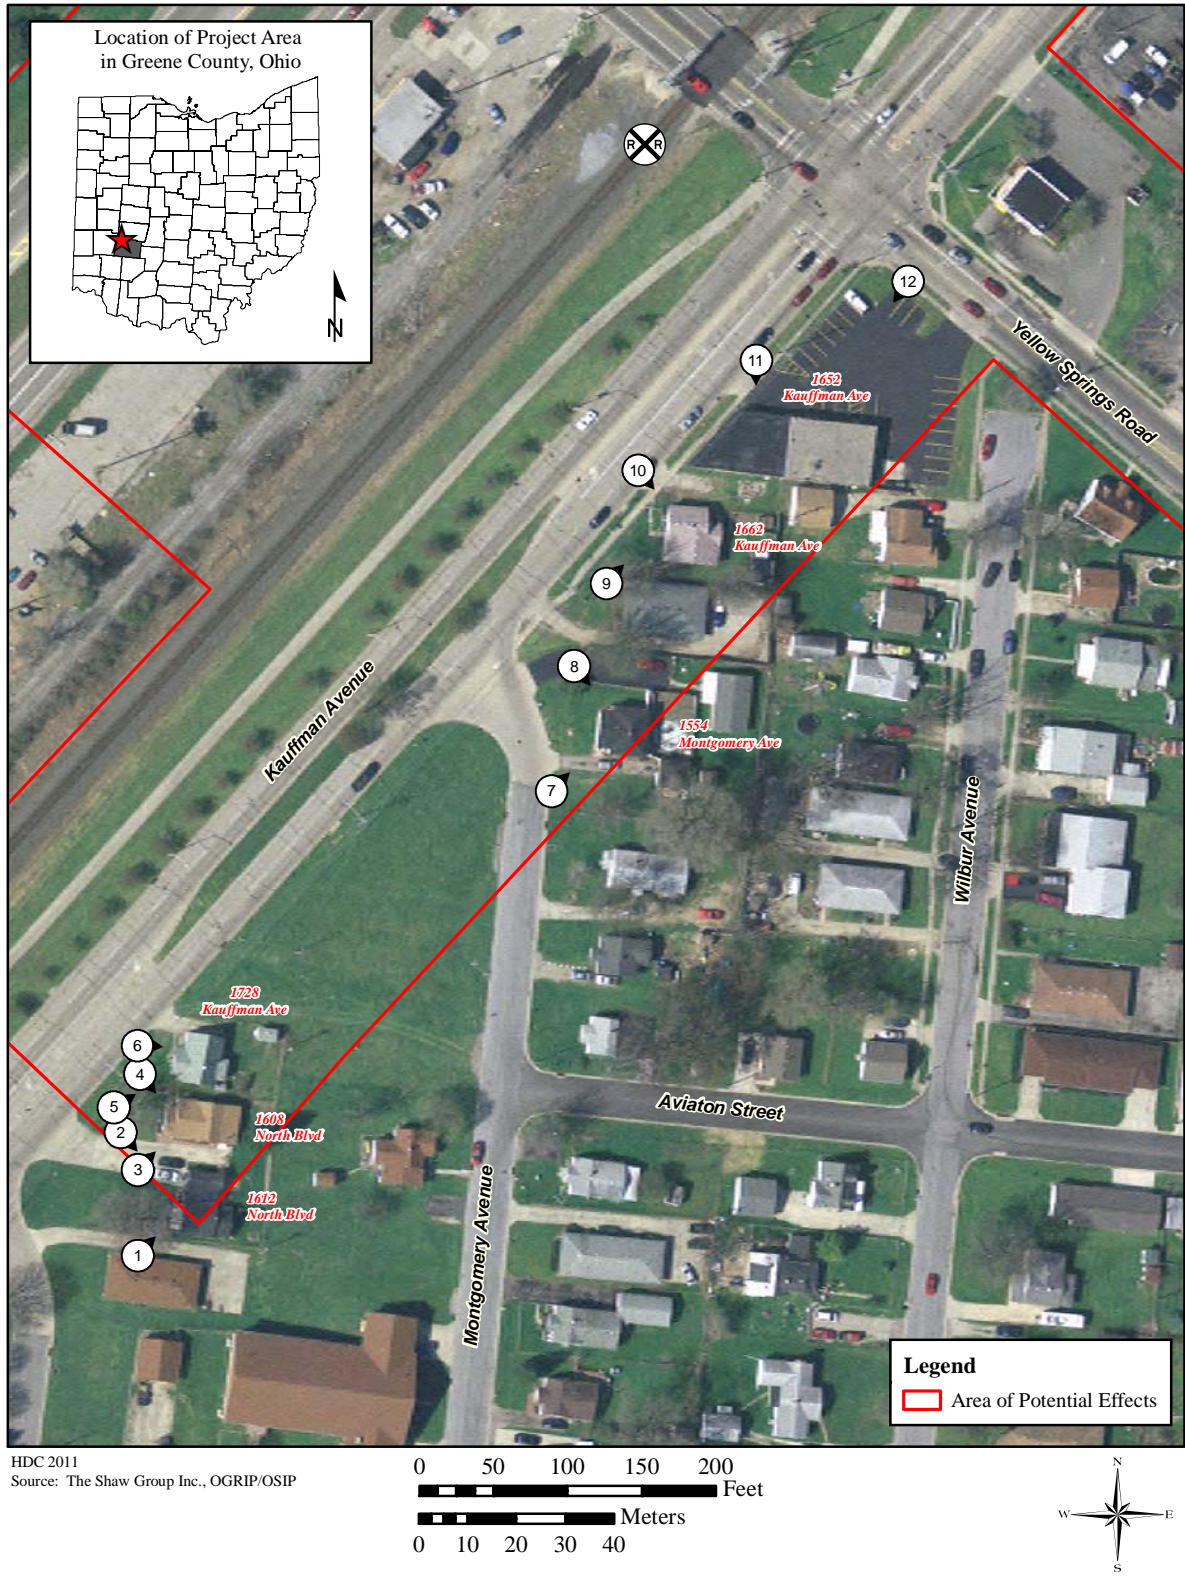 Location of Project Area
in Greene County, Ohio
N
R R
12
11
1652
Kauffman Ave
Yellow Springs Road
10
1662
Kauffman Ave
9
8
Kauffman Avenue
1554
Montgomery Ave
7
Wilbur Avenue
1728
Kauffman Ave
6
4
5
2
3
1608
North Blvd
Aviaton Street
1612
North Blvd
1
Montgomery Avenue
Legend
Area of Potential Effects
HDC 2011
Source: The Shaw Group Inc., OGRIP/OSIP
0 50 100 150 200
Feet
Meters
0 10 20 30 40
N
W E
S